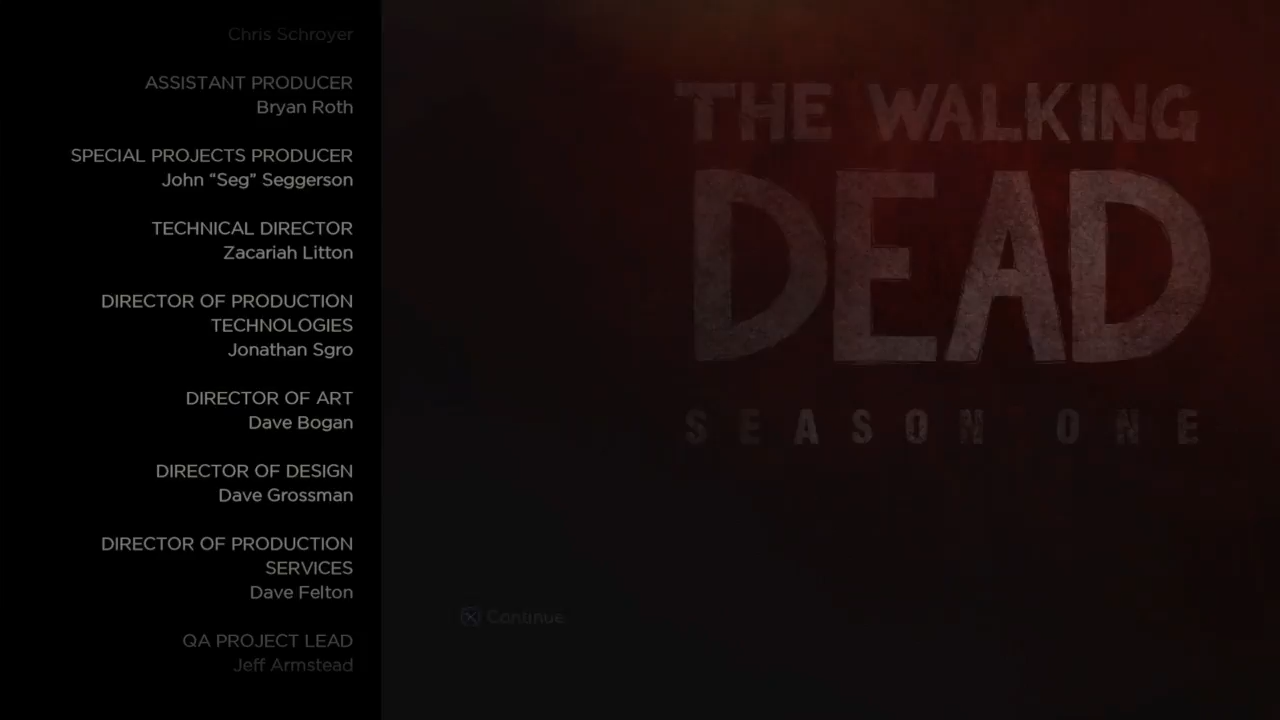 Chris Schroyer
ASSISTANT PRODUCER
Bryan Roth
SPECIAL PROJECTS PRODUCER
John “Seg” Seggerson
TECHNICAL DIRECTOR
Zacariah Litton
DIRECTOR OF PRODUCTION
TECHNOLOGIES
Jonathan Sgro
DIRECTOR OF ART
Dave Bogan
DIRECTOR OF DESIGN
Dave Grossman
DIRECTOR OF PRODUCTION
SERVICES
Dave Felton
QA PROJECT LEAD
Jeff Armstead
THE WALKING
DEAD
SEASON ONE
Continue